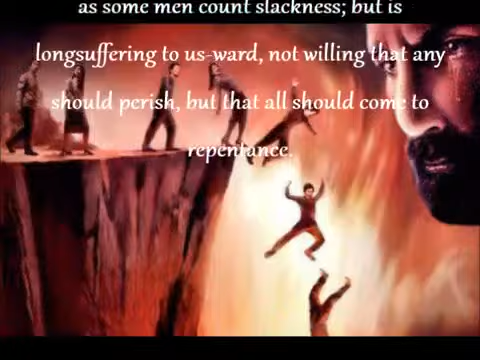 as some men count slackness; but is
longsuffering to us-ward, not willing that any
should perish, but that all should come to
repentance.